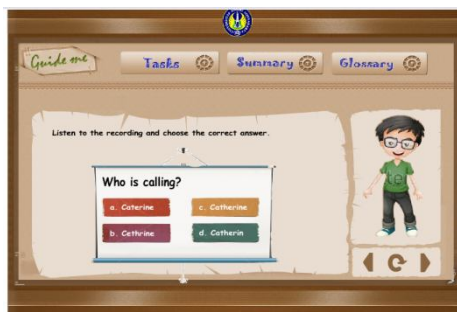 Guide me
Tasks
Summary
Glossary
Listen to the recording and choose the correct answer.
Who is calling?
a. Caterine
c. Catherine
b. Cethrine
d. Catherin